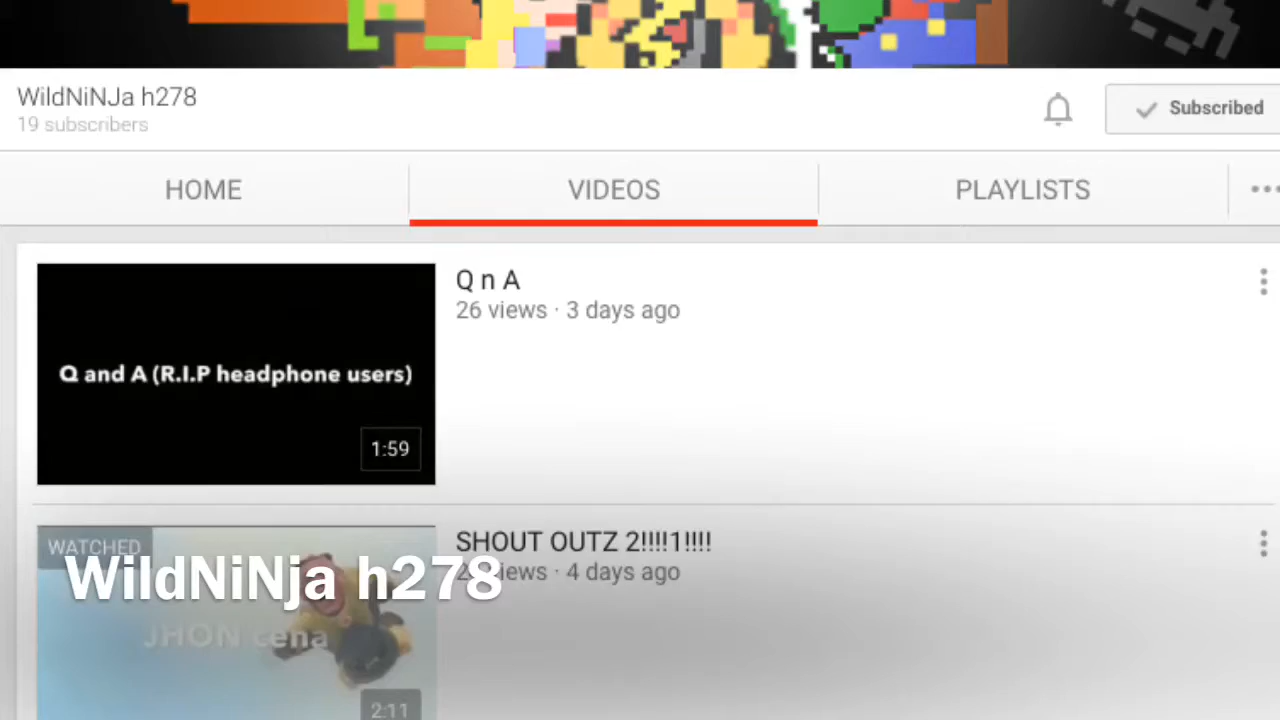 WildNiNJa h278
19 subscribers
Subscribed
HOME
VIDEOS
PLAYLISTS
Q n A
26 views · 3 days ago
Q and A (R.I.P headphone users)
1:59
SHOUT OUTZ 2!!!!1!!!!
views · 4 days ago
WATCHED
WildNiNja h278
JHON cena
2:11